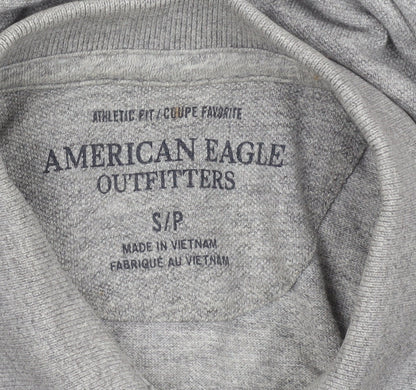 ATHLETIC FIT / COUPE FAVORITE
AMERICAN EAGLE
OUTFITTERS
S/P
MADE IN VIETNAM
FABRIQUÉ AU VIETNAM